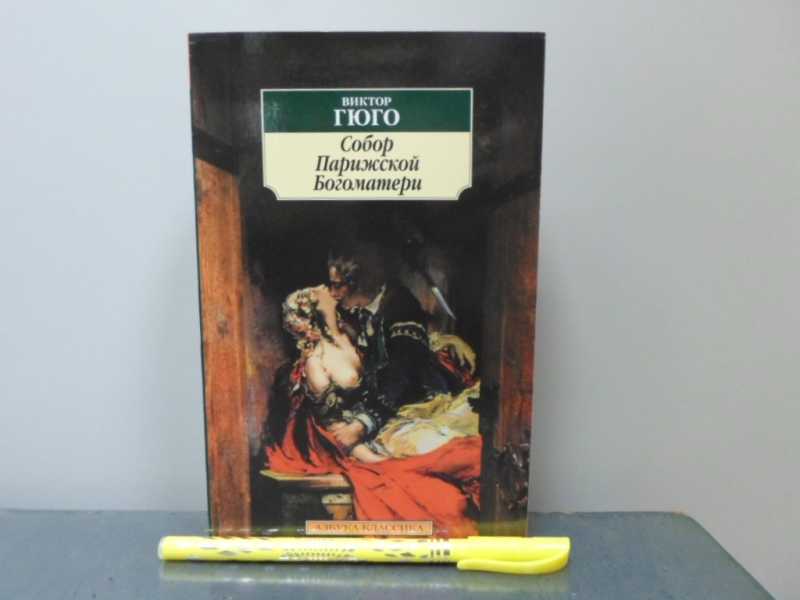 ВИКТОР
ГЮГО
Собор
Парижской
Богоматери
АЗБУКА-КЛАССИКА